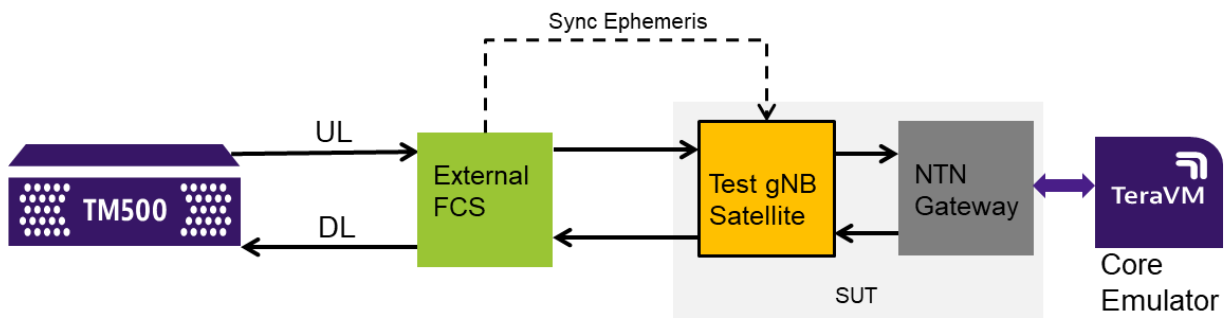 Sync Ephemeris
UL
TM500
DL
External
FCS
Test gNB
Satellite
NTN
Gateway
SUT
TeraVM
Core
Emulator